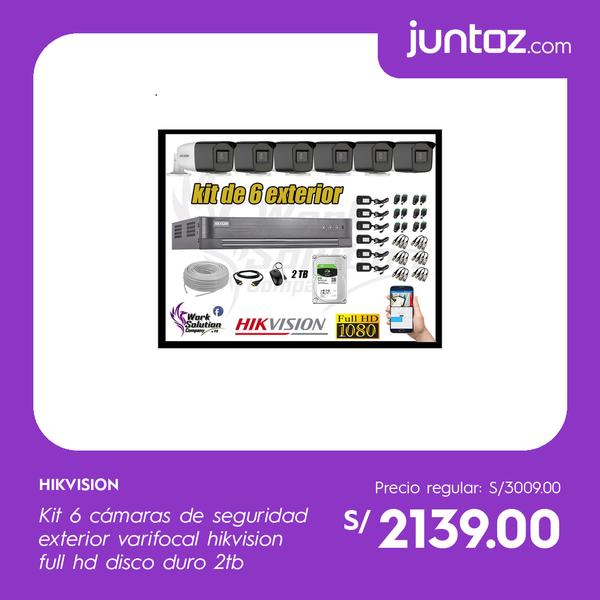 juntoz.com
kit de 6 exterior
HIKVISION
2 TB
Work
Solution
Company
HIKVISION
Full HD
1080
HIKVISION
Precio regular: S/3009.00
Kit 6 cámaras de seguridad
exterior varifocal hikvision
full hd disco duro 2tb
S/ 2139.00